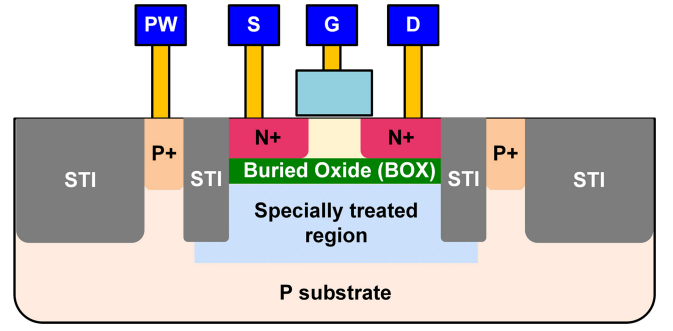 PW
S
G
D
N+
N+
P+
P+
STI
STI
STI
STI
Buried Oxide (BOX)
Specially treated
region
P substrate